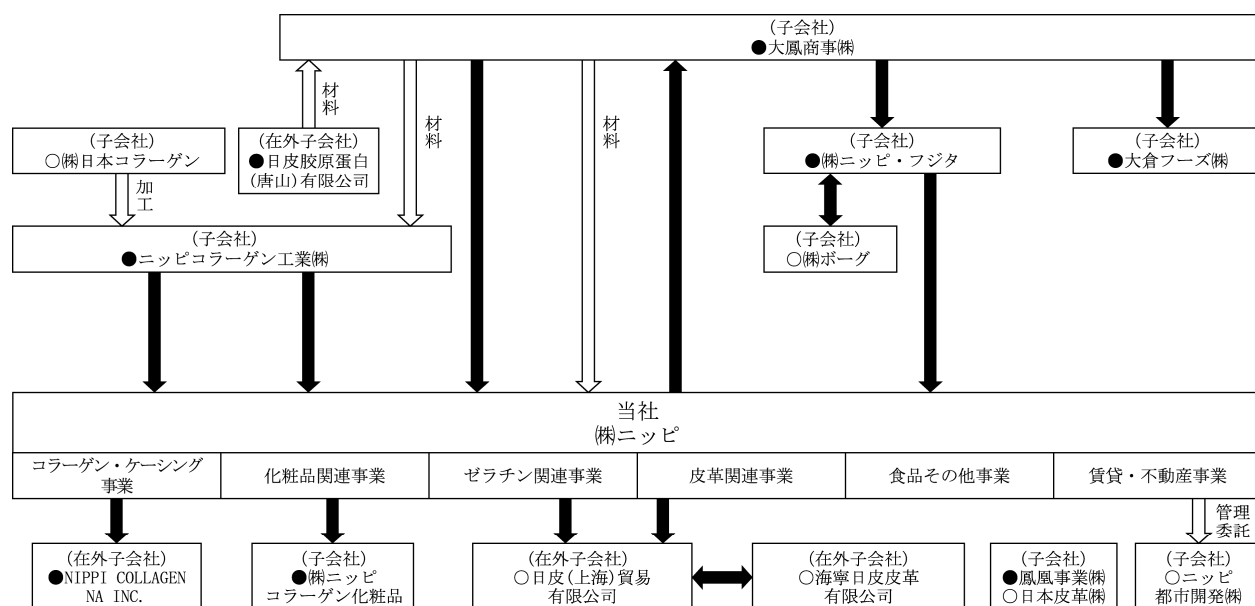 (子会社)
●大鳳商事㈱
材料
材料
材料
(子会社)
○㈱日本コラーゲン
(在外子会社)
●日皮胶原蛋白
(唐山)有限公司
(子会社)
●㈱ニッピ・フジタ
(子会社)
●大倉フーズ㈱
加工
(子会社)
●ニッピコラーゲン工業㈱
(子会社)
○㈱ボーグ
当社
㈱ニッピ
コラーゲン・ケーシング
事業
化粧品関連事業
ゼラチン関連事業
皮革関連事業
食品その他事業
賃貸・不動産事業
管理
委託
(在外子会社)
●NIPPI COLLAGEN
NA INC.
(子会社)
●㈱ニッピ
コラーゲン化粧品
(在外子会社)
○日皮(上海)貿易
有限公司
(在外子会社)
○海寧日皮皮革
有限公司
(子会社)
●鳳凰事業㈱
○日本皮革㈱
(子会社)
○ニッピ
都市開発㈱